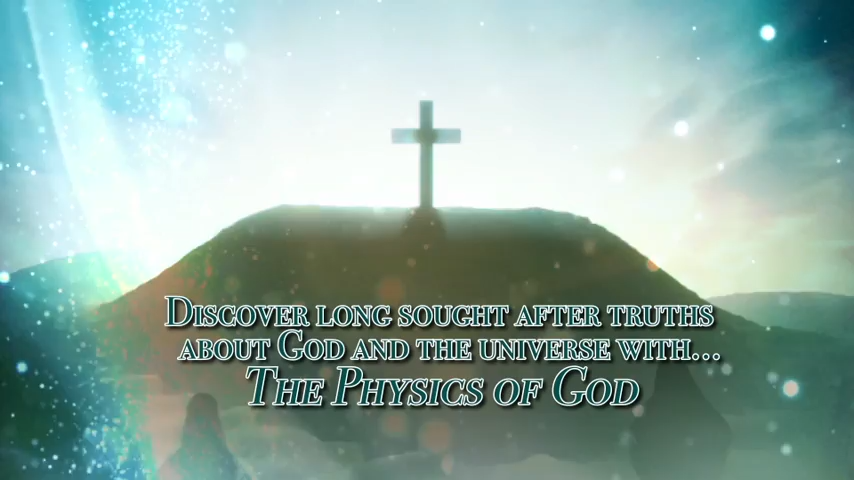 Discover long sought after truths
about God and the universe with...
The Physics of God